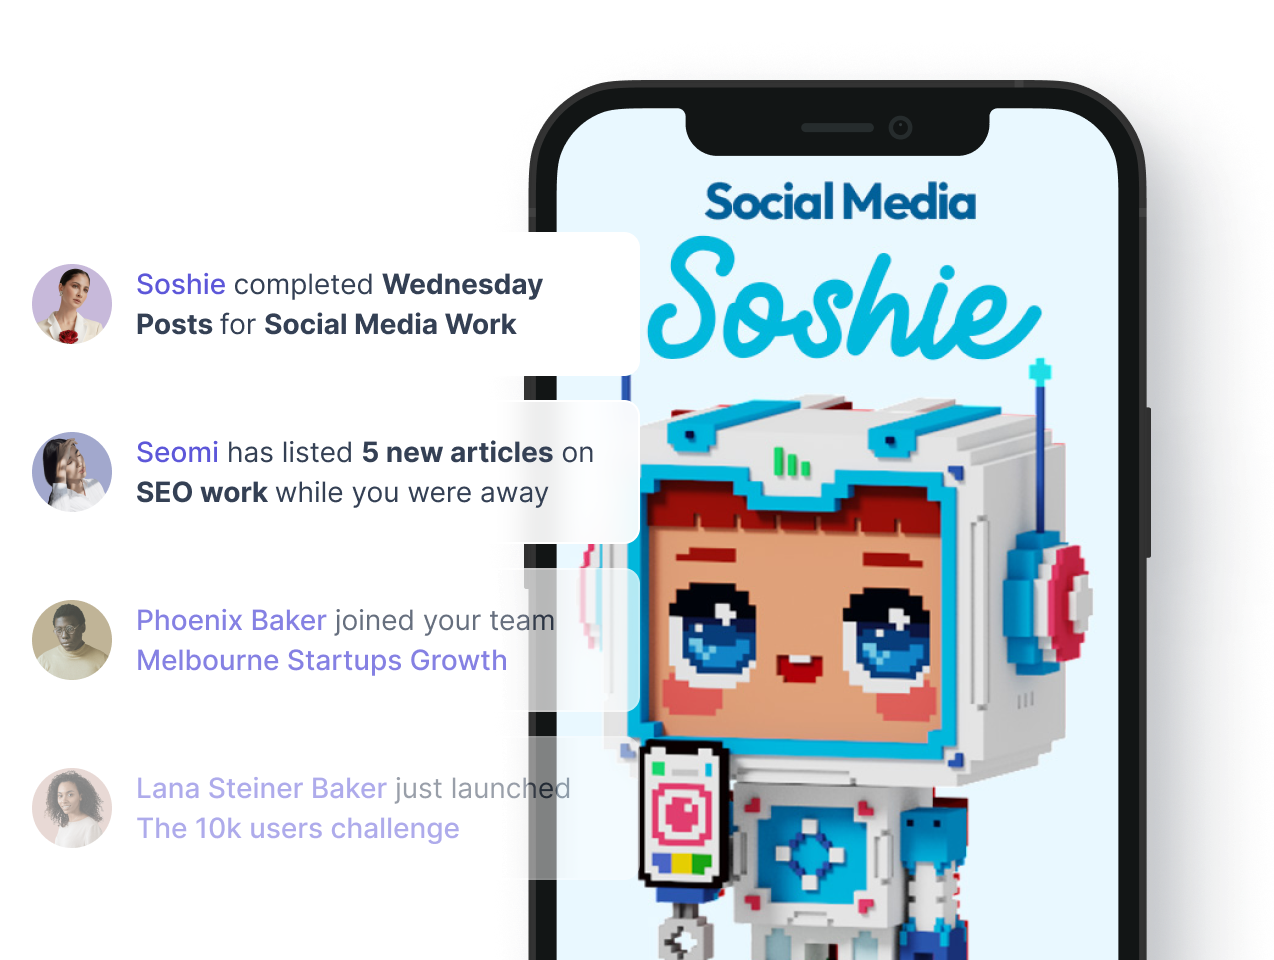 Social Media
Soshie
Soshie completed Wednesday
Posts for Social Media Work
Seomi has listed 5 new articles on
SEO work while you were away
Phoenix Baker joined your team
Melbourne Startups Growth
Lana Steiner Baker just launched
The 10k users challenge